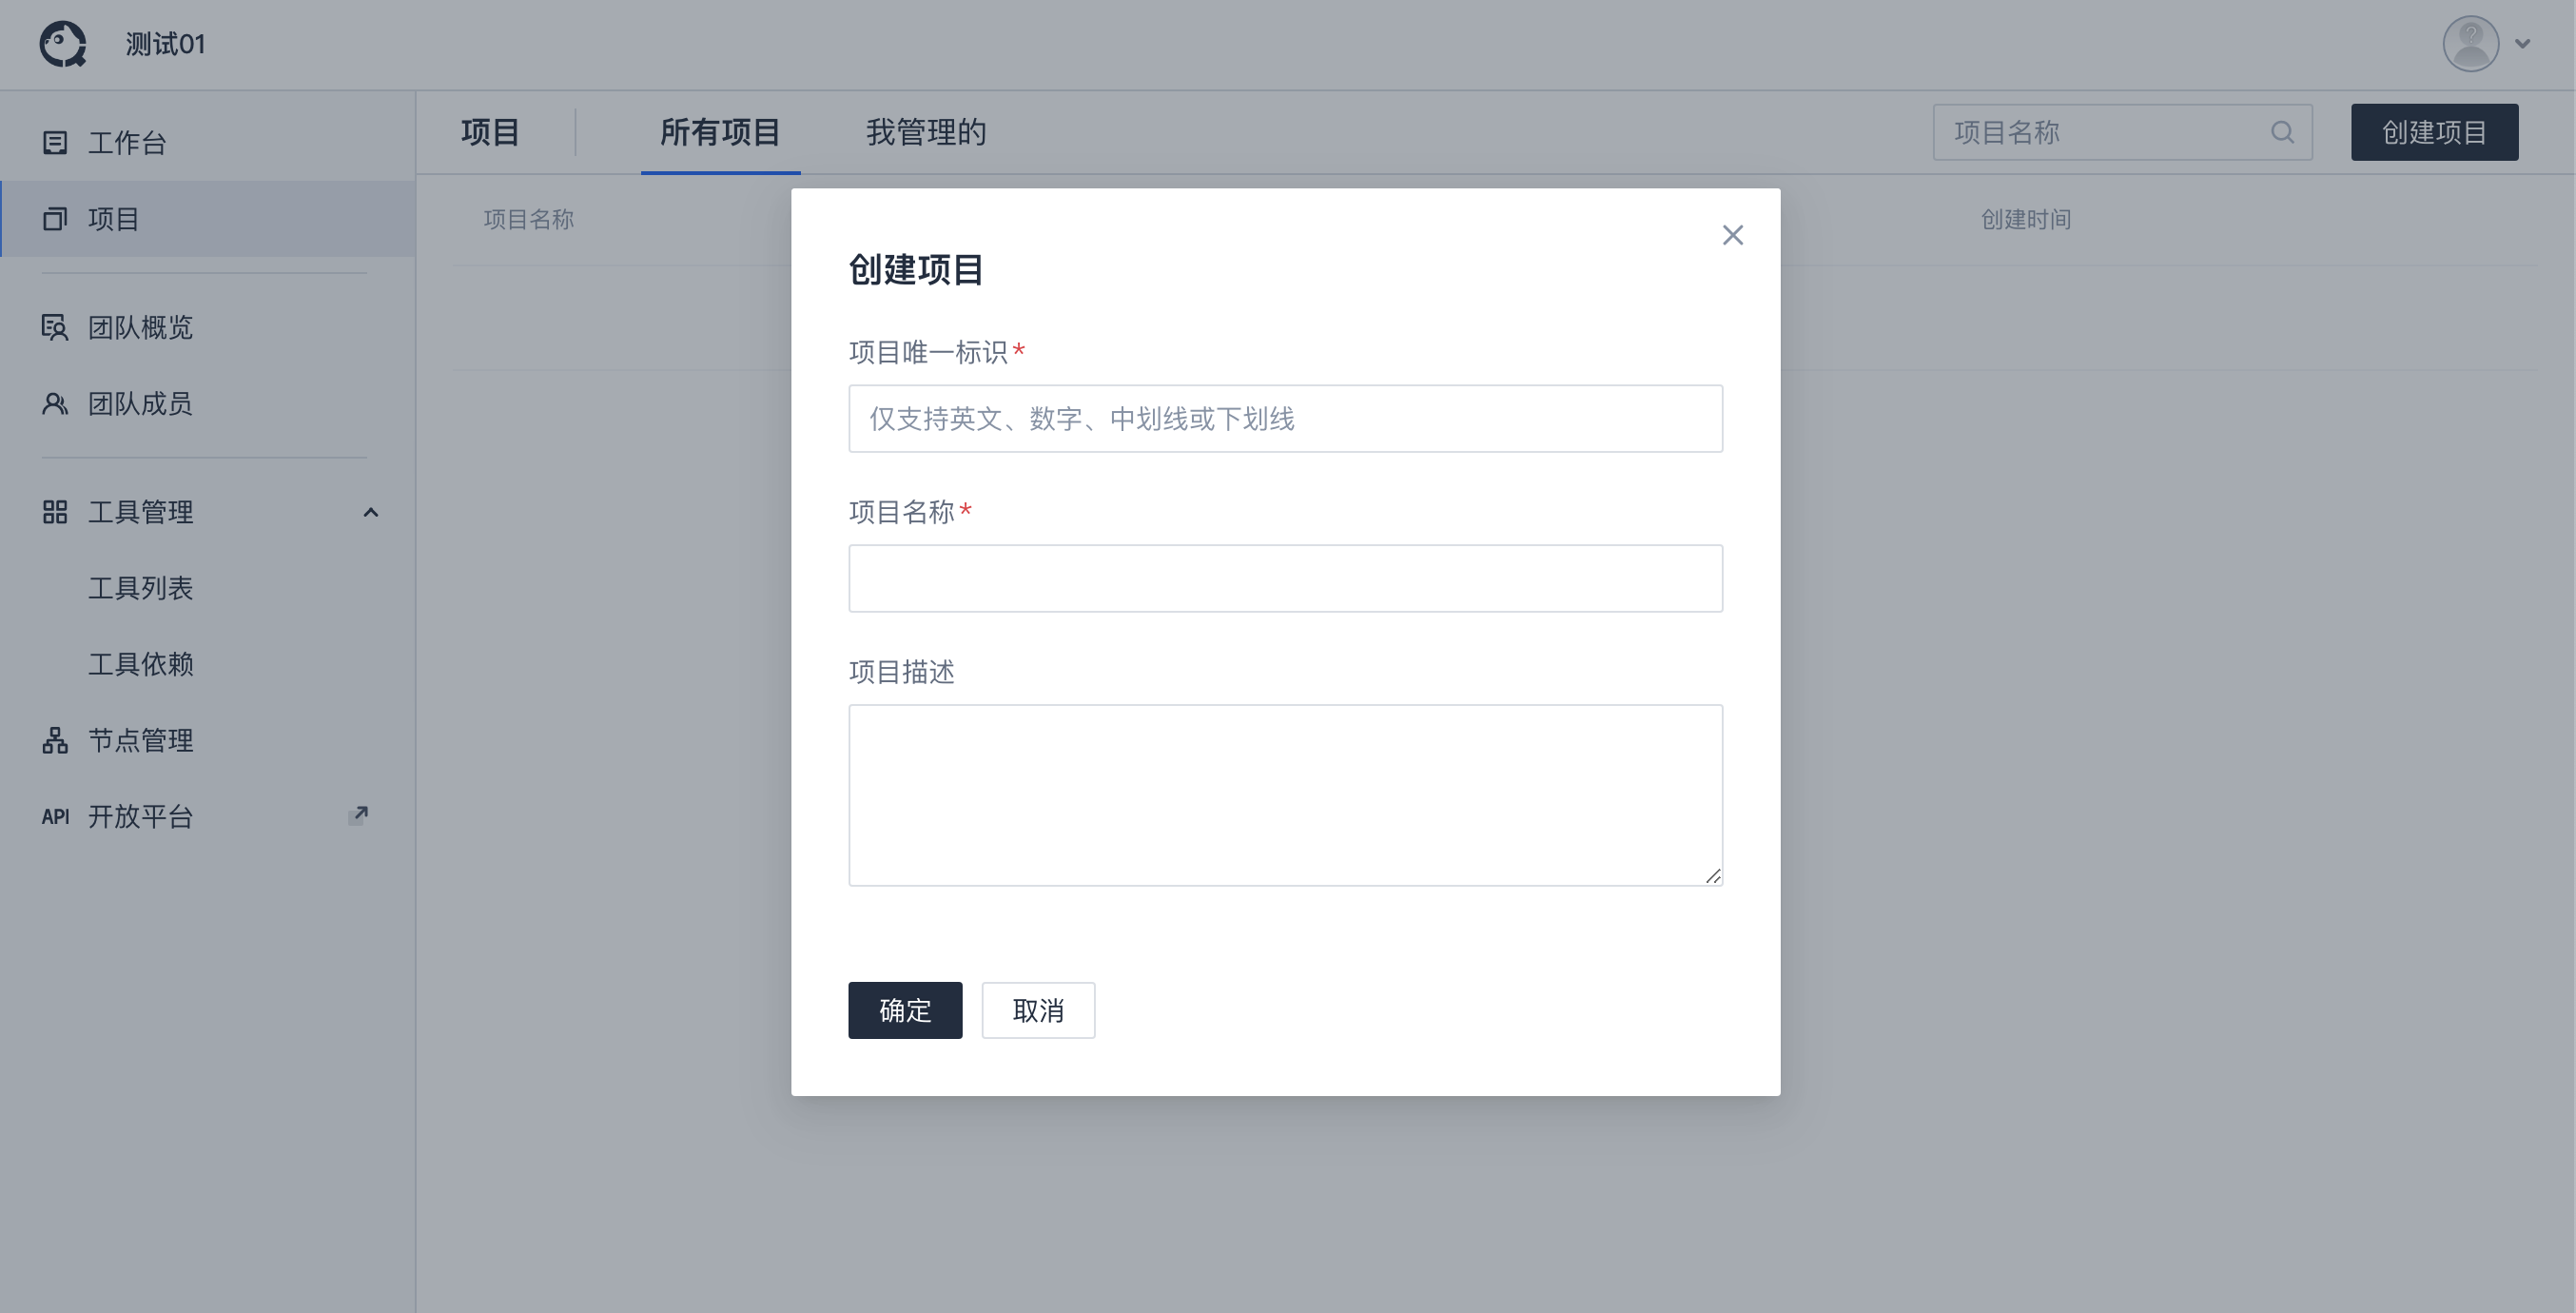 测试01
工作台
项目
团队概览
团队成员
工具管理
工具列表
工具依赖
节点管理
API 开放平台
项目 所有项目 我管理的 项目名称 创建项目
项目名称 创建时间
创建项目
项目唯一标识*
仅支持英文、数字、中划线或下划线
项目名称*
项目描述
确定 取消